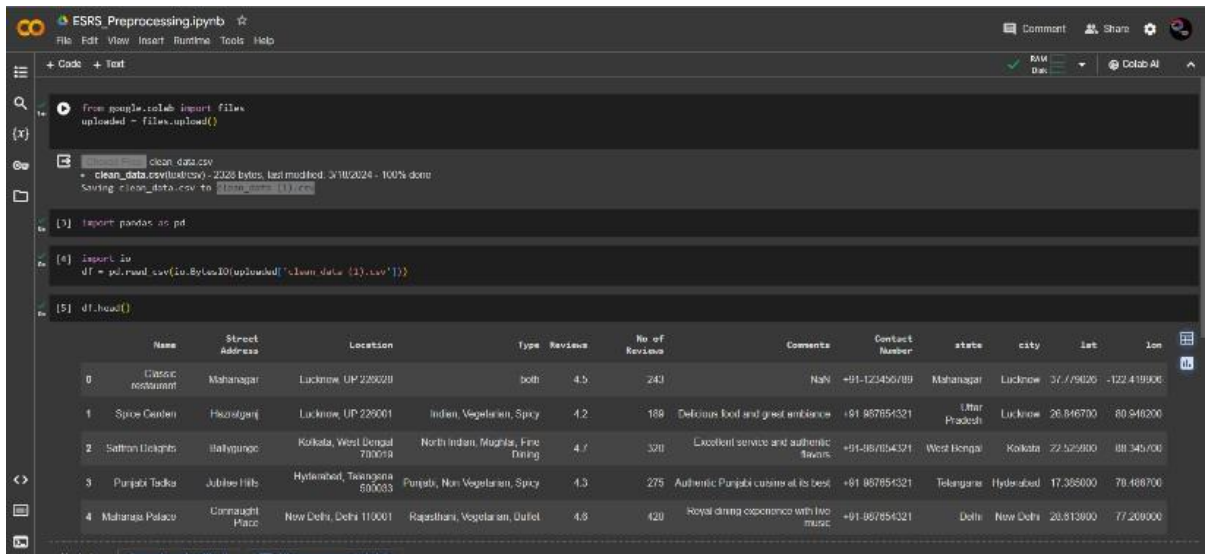 ESRS_Preprocessing.ipynb
Comment Share
File Edit View Insert Runtime Tools Help
+ Code + Text
RAM
Disk
Colab AI
from google.colab import files
uploaded = files.upload()
clean_data.csv
clean_data.csv(text/csv) - 2328 bytes, last modified: 3/18/2024 - 100% done
Saving clean_data.csv to clean_data (1).csv
[3] import pandas as pd
[4] import io
df = pd.read_csv(io.BytesIO(uploaded['clean_data (1).csv']))
[5] df.head()
Name Street Address Location Type Reviews No of Reviews Comments Contact Number state city lat lon
0 Classic restaurant Mahanagar Lucknow, UP 226020 both 4.5 243 NaN +91-123456789 Mahanagar Lucknow 37.779026 -122.419906
1 Spice Garden Hazratganj Lucknow, UP 226001 Indian, Vegetarian, Spicy 4.2 189 Delicious food and great ambiance +91 987654321 Uttar Pradesh Lucknow 26.846700 80.946200
2 Saffron Delights Ballygunge Kolkata, West Bengal 700019 North Indian, Mughlai, Fine Dining 4.7 320 Excellent service and authentic flavors +91-987654321 West Bengal Kolkata 22.525900 88.345700
3 Punjabi Tadka Jubilee Hills Hyderabad, Telangana 500033 Punjabi, Non Vegetarian, Spicy 4.3 275 Authentic Punjabi cuisine at its best +91 987654321 Telangana Hyderabad 17.385000 78.486700
4 Maharaja Palace Connaught Place New Delhi, Delhi 110001 Rajasthani, Vegetarian, Buffet 4.6 420 Royal dining experience with live music +91-987654321 Delhi New Delhi 28.613900 77.209000